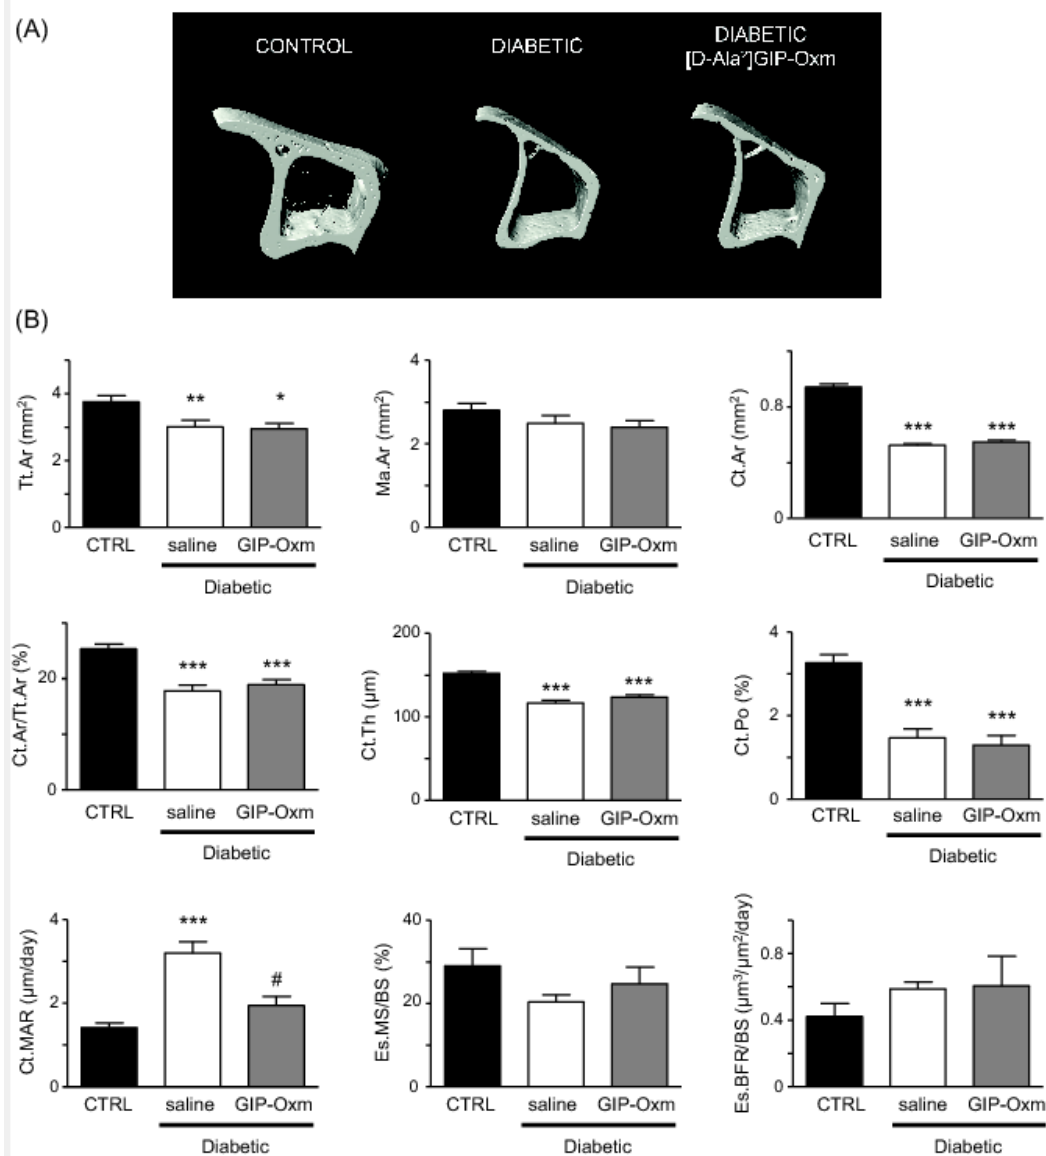 (A)
CONTROL
DIABETIC
DIABETIC
[D-Ala²]GIP-Oxm
(B)
Tt.Ar (mm²)
4
2
0
**
*
CTRL
saline
GIP-Oxm
Diabetic
Ma.Ar (mm²)
4
2
0
CTRL
saline
GIP-Oxm
Diabetic
Ct.Ar (mm²)
0.8
0
***
***
CTRL
saline
GIP-Oxm
Diabetic
Ct.Ar/Tt.Ar (%)
20
0
***
***
CTRL
saline
GIP-Oxm
Diabetic
Ct.Th (µm)
200
100
0
***
***
CTRL
saline
GIP-Oxm
Diabetic
Ct.Po (%)
4
2
0
***
***
CTRL
saline
GIP-Oxm
Diabetic
Ct.MAR (µm/day)
4
2
0
***
#
CTRL
saline
GIP-Oxm
Diabetic
Es.MS/BS (%)
40
20
0
CTRL
saline
GIP-Oxm
Diabetic
Es.BFR/BS (µm³/µm²/day)
0.8
0.4
0
CTRL
saline
GIP-Oxm
Diabetic